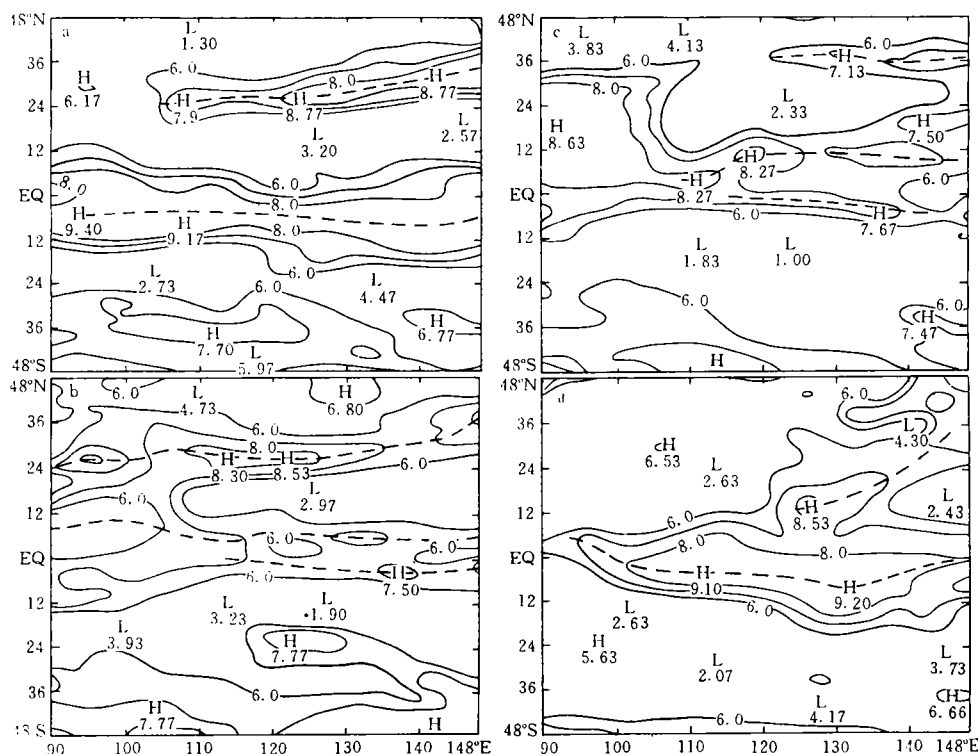 18°N
a
L
1.30
36
H
6.17
6.0
8.0
H
24
H
7.9
H
8.77
8.77
L
2.57
12
L
3.20
8.0
6.0
8.0
EQ
H
9.40
H
9.17
8.0
12
6.0
L
2.73
24
6.0
L
4.47
36
H
7.70
H
6.77
L
5.97
48°S
48°N
c
L
3.83
L
4.13
6.0
H
7.13
36
8.0
24
L
2.33
H
8.63
H
7.50
12
H
8.27
H
8.27
6.0
EQ
6.0
H
7.67
12
L
1.83
L
1.00
24
6.0
6.0
36
H
7.47
48°S
H
48°N
b
6.0
L
4.73
H
6.80
36
6.0
8.0
24
H
8.30
H
8.53
6.0
6.0
L
2.97
12
6.0
EQ
6.0
6.0
H
7.50
12
L
3.23
L
1.90
L
3.93
24
H
7.77
36
6.0
H
7.77
H
48°S
90 100 110 120 130 140 148°E
48°N
d
6.0
36
L
4.30
H
6.53
24
L
2.63
L
2.43
12
6.0
H
8.53
8.0
8.0
EQ
H
9.10
H
9.20
12
L
2.63
6.0
24
H
5.63
L
2.07
L
3.73
36
H
6.66
L
4.17
48°S
6.0
90 100 110 120 130 140 148°E